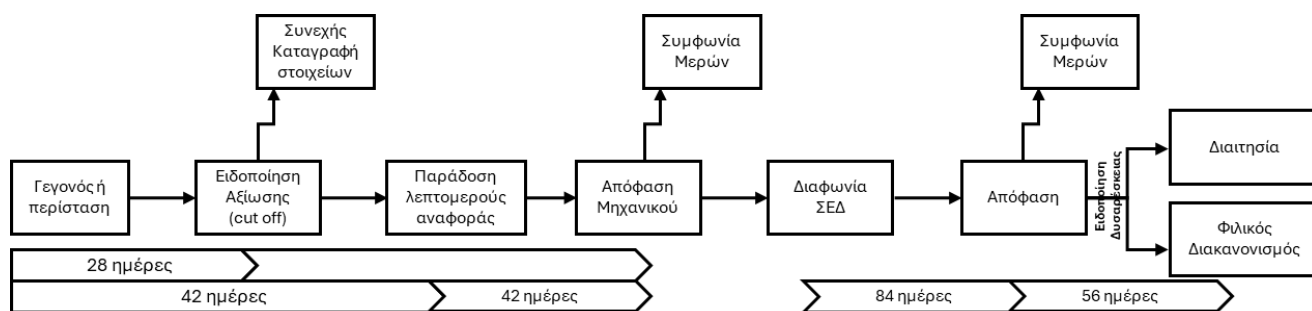 Συνεχής
Καταγραφή
στοιχείων
Συμφωνία
Μερών
Συμφωνία
Μερών
Γεγονός ή
περίσταση
Ειδοποίηση
Αξίωσης
(cut off)
Παράδοση
λεπτομερούς
αναφοράς
Απόφαση
Μηχανικού
Διαφωνία
ΣΕΔ
Απόφαση
Ειδοποίηση
Δυσαρέσκειας
Διαιτησία
Φιλικός
Διακανονισμός
28 ημέρες
42 ημέρες
42 ημέρες
84 ημέρες
56 ημέρες